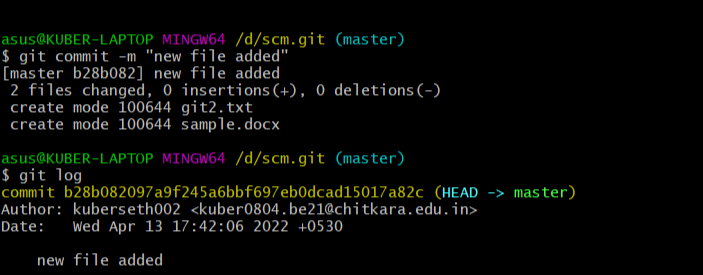 asus@KUBER-LAPTOP MINGW64 /d/scm.git (master)
$ git commit -m "new file added"
[master b28b082] new file added
 2 files changed, 0 insertions(+), 0 deletions(-)
 create mode 100644 git2.txt
 create mode 100644 sample.docx

asus@KUBER-LAPTOP MINGW64 /d/scm.git (master)
$ git log
commit b28b082097a9f245a6bbf697eb0dcad15017a82c (HEAD -> master)
Author: kuberseth002 <kuber0804.be21@chitkara.edu.in>
Date:   Wed Apr 13 17:42:06 2022 +0530

    new file added